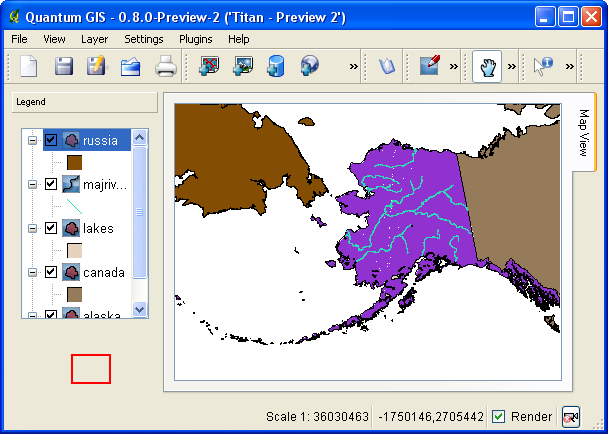 Quantum GIS - 0.8.0-Preview-2 ('Titan - Preview 2')
File View Layer Settings Plugins Help
» » » »
Legend
Map View
russia
majriv...
lakes
canada
alaska
Scale 1: 36030463 -1750146,2705442 Render